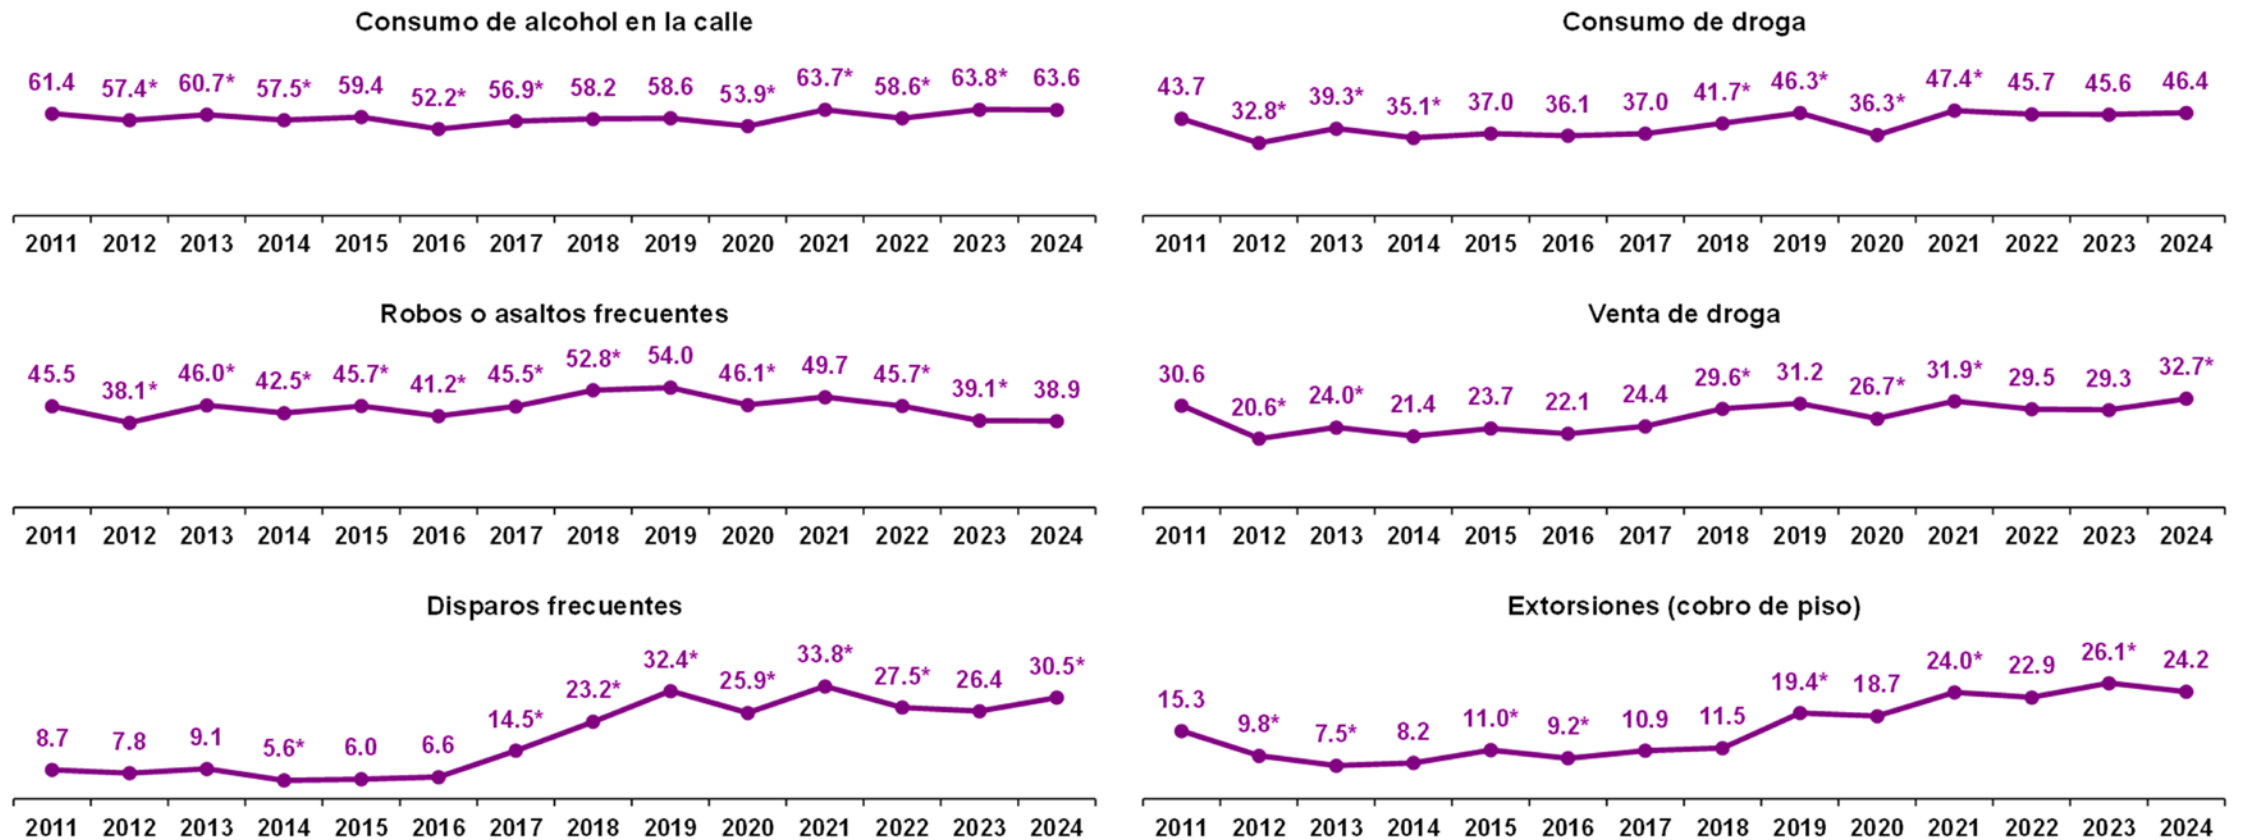 Consumo de alcohol en la calle
61.4 57.4* 60.7* 57.5* 59.4 52.2* 56.9* 58.2 58.6 53.9* 63.7* 58.6* 63.8* 63.6
2011 2012 2013 2014 2015 2016 2017 2018 2019 2020 2021 2022 2023 2024
Consumo de droga
43.7 32.8* 39.3* 35.1* 37.0 36.1 37.0 41.7* 46.3* 36.3* 47.4* 45.7 45.6 46.4
2011 2012 2013 2014 2015 2016 2017 2018 2019 2020 2021 2022 2023 2024
Robos o asaltos frecuentes
45.5 38.1* 46.0* 42.5* 45.7* 41.2* 45.5* 52.8* 54.0 46.1* 49.7 45.7* 39.1* 38.9
2011 2012 2013 2014 2015 2016 2017 2018 2019 2020 2021 2022 2023 2024
Venta de droga
30.6 20.6* 24.0* 21.4 23.7 22.1 24.4 29.6* 31.2 26.7* 31.9* 29.5 29.3 32.7*
2011 2012 2013 2014 2015 2016 2017 2018 2019 2020 2021 2022 2023 2024
Disparos frecuentes
8.7 7.8 9.1 5.6* 6.0 6.6 14.5* 23.2* 32.4* 25.9* 33.8* 27.5* 26.4 30.5*
2011 2012 2013 2014 2015 2016 2017 2018 2019 2020 2021 2022 2023 2024
Extorsiones (cobro de piso)
15.3 9.8* 7.5* 8.2 11.0* 9.2* 10.9 11.5 19.4* 18.7 24.0* 22.9 26.1* 24.2
2011 2012 2013 2014 2015 2016 2017 2018 2019 2020 2021 2022 2023 2024